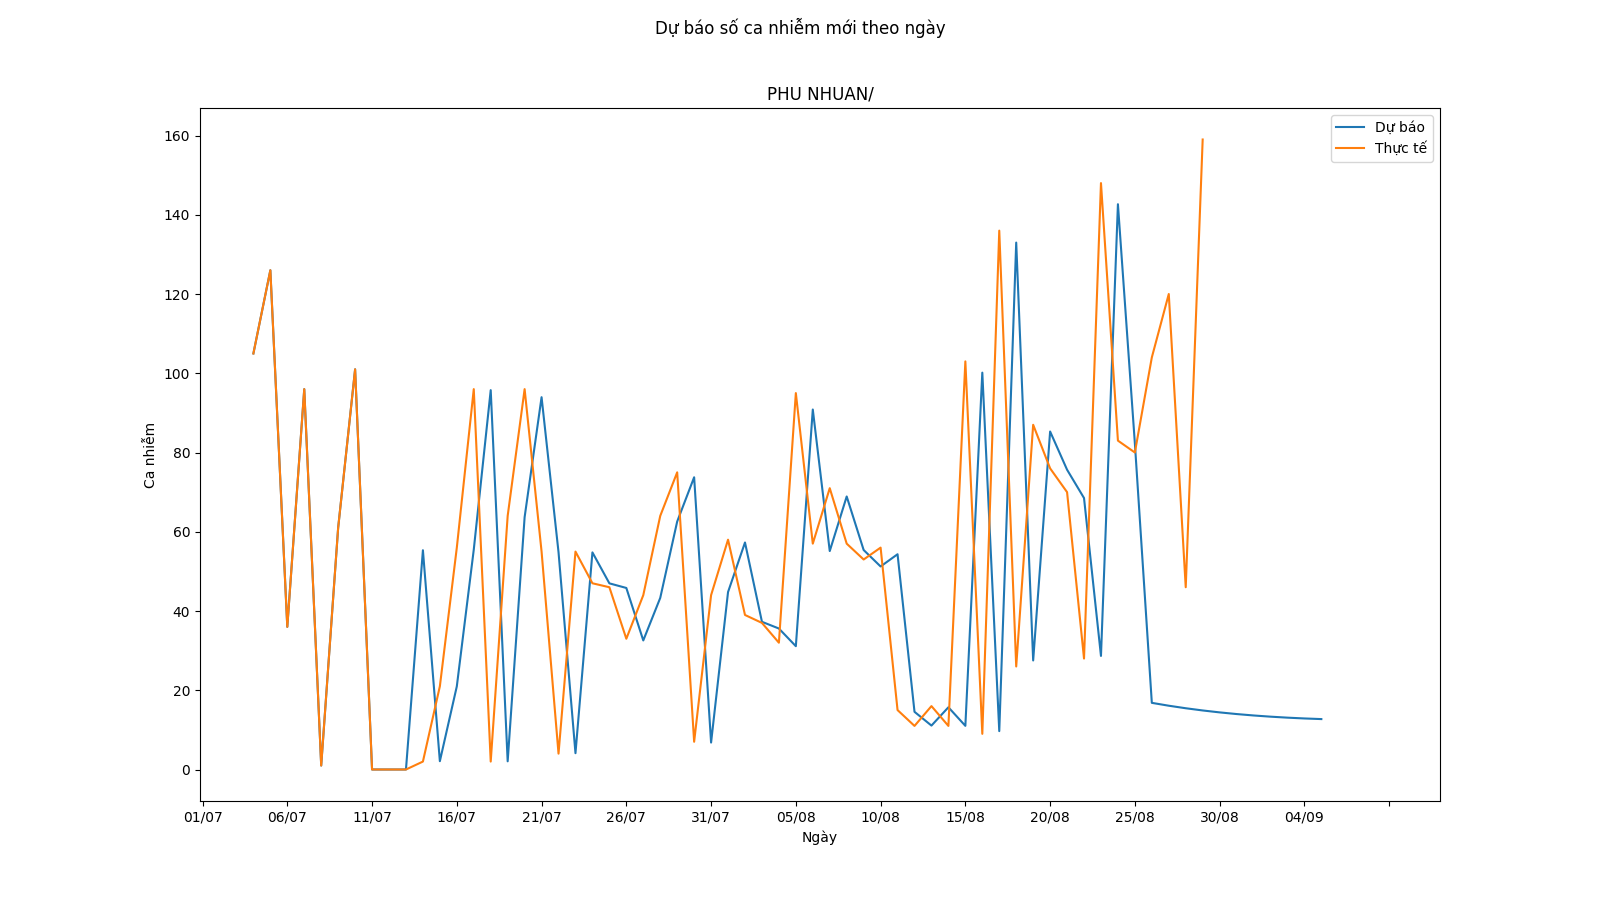 Dự báo số ca nhiễm mới theo ngày
PHU NHUAN/
Dự báo
Thực tế
160
140
120
100
80
60
40
20
0
Ca nhiễm
01/07 06/07 11/07 16/07 21/07 26/07 31/07 05/08 10/08 15/08 20/08 25/08 30/08 04/09
Ngày